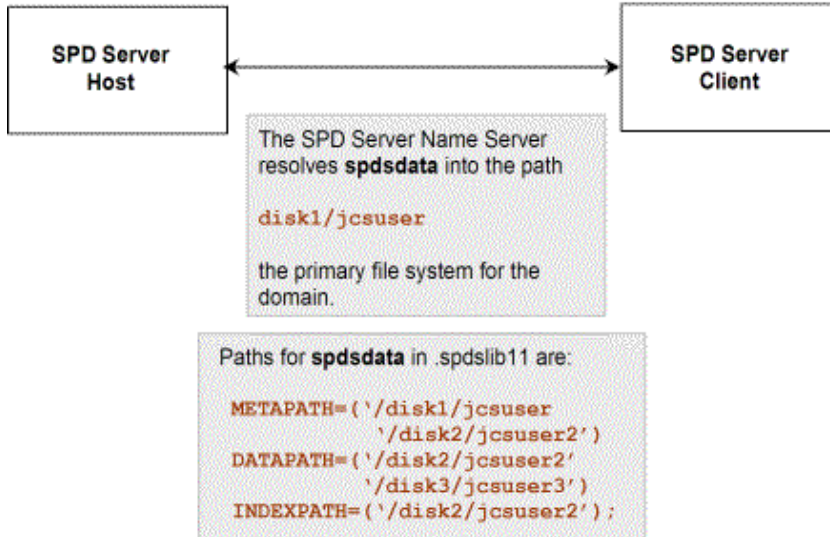 SPD Server
Host
SPD Server
Client
The SPD Server Name Server
resolves spdsdata into the path
disk1/jcsuser
the primary file system for the
domain.
Paths for spdsdata in .spdslib11 are:
METAPATH=(‘/disk1/jcsuser
‘/disk2/jcsuser2’)
DATAPATH=(‘/disk2/jcsuser2’
‘/disk3/jcsuser3’)
INDEXPATH=(‘/disk2/jcsuser2’);